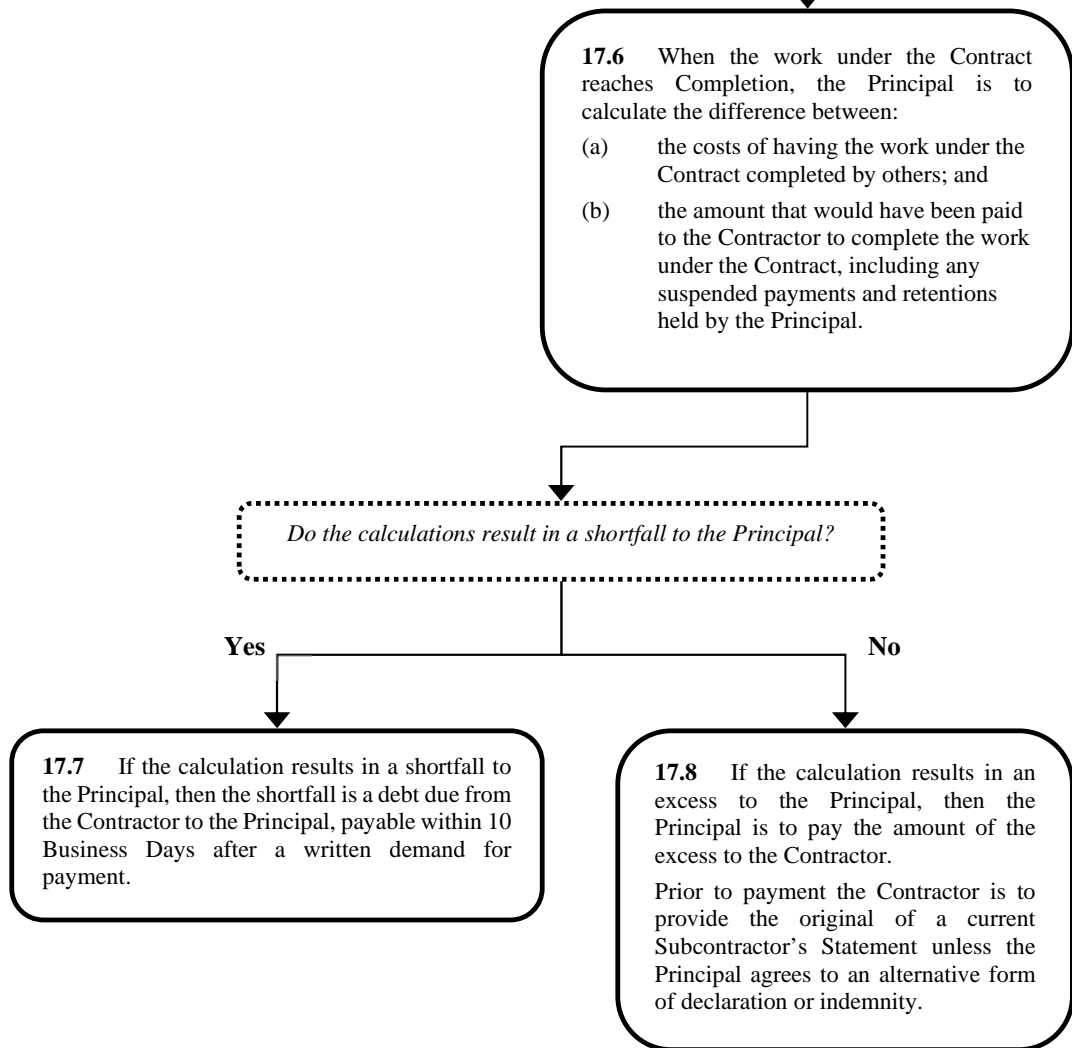 17.6 When the work under the Contract
reaches Completion, the Principal is to
calculate the difference between:
(a) the costs of having the work under the
Contract completed by others; and
(b) the amount that would have been paid
to the Contractor to complete the work
under the Contract, including any
suspended payments and retentions
held by the Principal.
Do the calculations result in a shortfall to the Principal?
Yes
No
17.7 If the calculation results in a shortfall to
the Principal, then the shortfall is a debt due from
the Contractor to the Principal, payable within 10
Business Days after a written demand for
payment.
17.8 If the calculation results in an
excess to the Principal, then the
Principal is to pay the amount of the
excess to the Contractor.
Prior to payment the Contractor is to
provide the original of a current
Subcontractor's Statement unless the
Principal agrees to an alternative form
of declaration or indemnity.